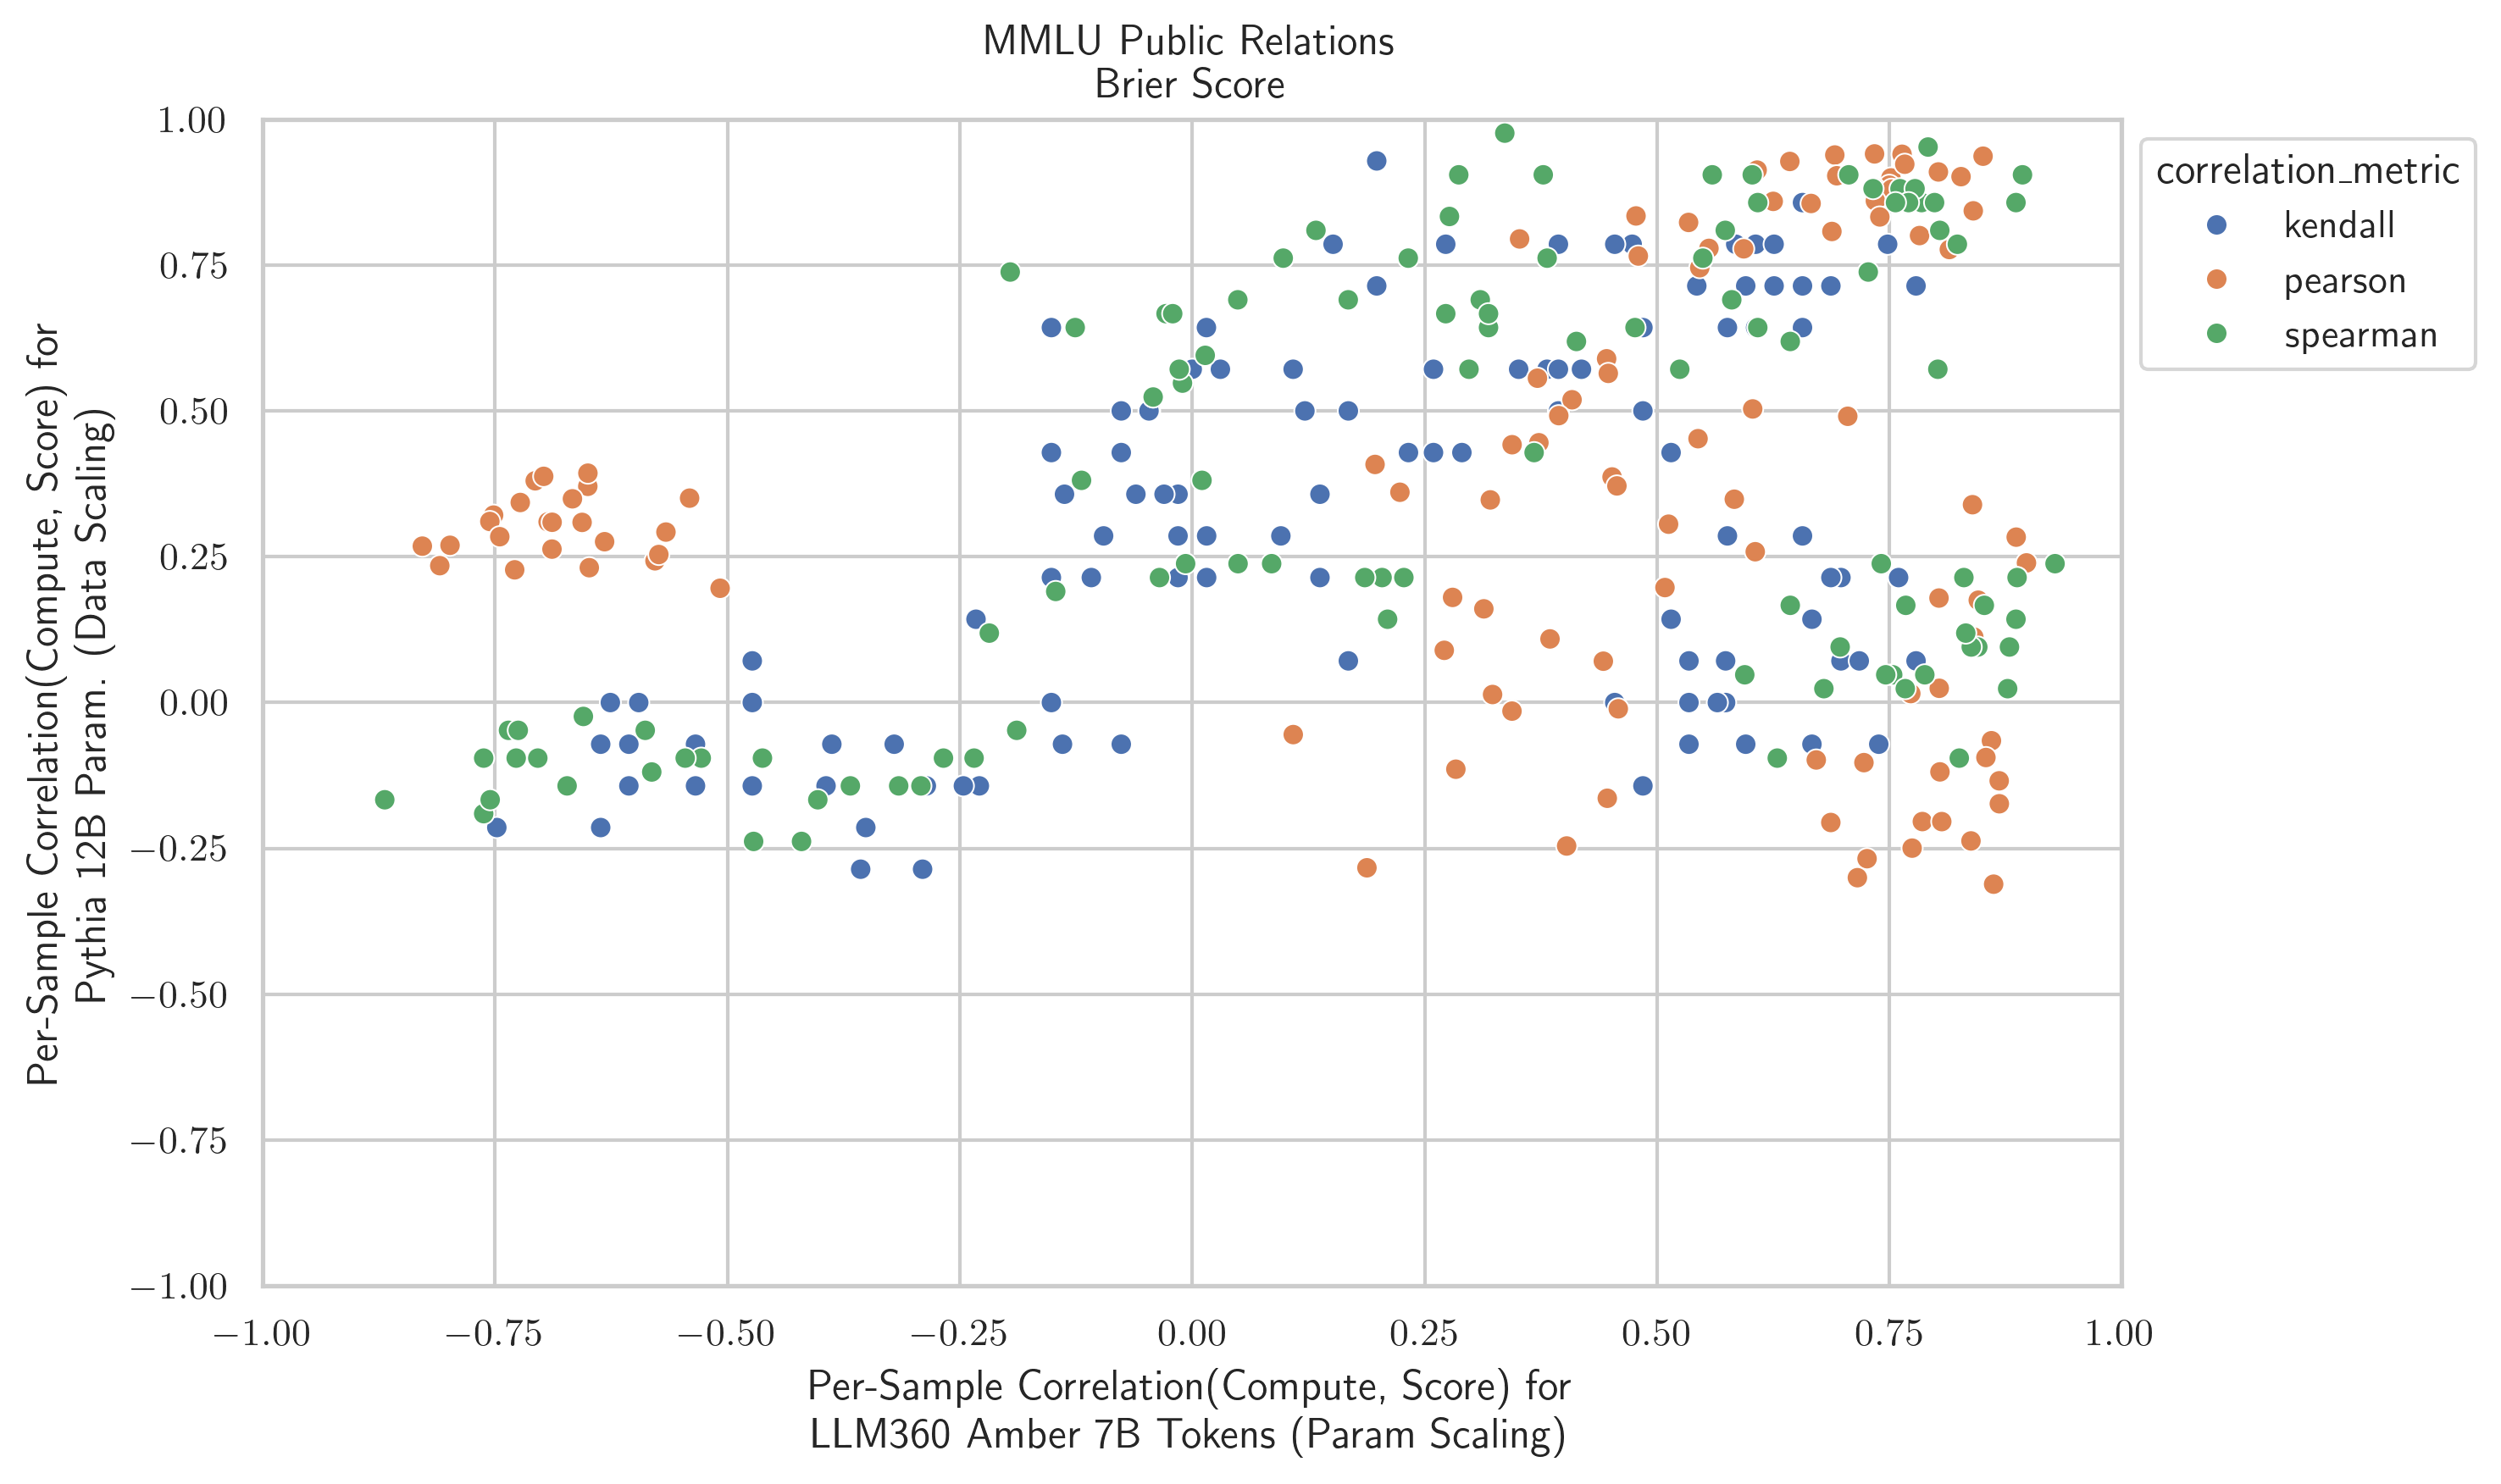 MMLU Public Relations
Brier Score
correlation_metric
kendall
pearson
spearman
Per-Sample Correlation(Compute, Score) for
Pythia 12B Param. (Data Scaling)
1.00
0.75
0.50
0.25
0.00
−0.25
−0.50
−0.75
−1.00
−1.00 −0.75 −0.50 −0.25 0.00 0.25 0.50 0.75 1.00
Per-Sample Correlation(Compute, Score) for
LLM360 Amber 7B Tokens (Param Scaling)